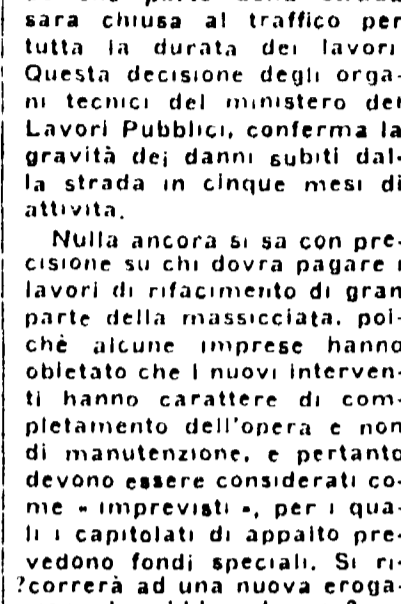 parte della strada
sarà chiusa al traffico per
tutta la durata dei lavori
Questa decisione degli orga-
ni tecnici del ministero dei
Lavori Pubblici, conferma la
gravità dei danni subiti dal-
la strada in cinque mesi di
attività.
Nulla ancora si sa con pre-
cisione su chi dovrà pagare i
lavori di rifacimento di gran
parte della massicciata, poi-
chè alcune imprese hanno
obietato che i nuovi interven-
ti hanno carattere di com-
pletamento dell'opera e non
di manutenzione, e pertanto
devono essere considerati co-
me « imprevisti », per i qua-
li i capitolati di appalto pre-
vedono fondi speciali. Si ri-
?correrà ad una nuova eroga-